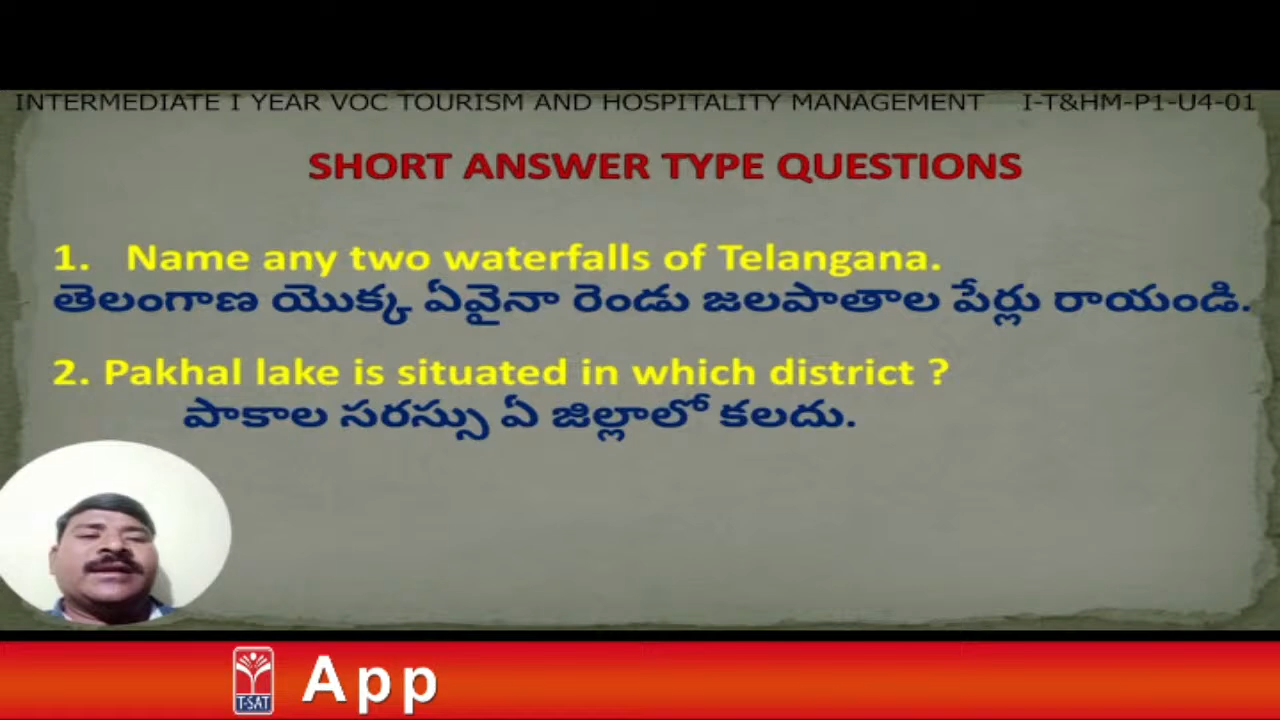 INTERMEDIATE I YEAR VOC TOURISM AND HOSPITALITY MANAGEMENT I-T&HM-P1-U4-01
SHORT ANSWER TYPE QUESTIONS
1. Name any two waterfalls of Telangana.
తెలంగాణ యొక్క ఏవైనా రెండు జలపాతాల పేర్లు రాయండి.
2. Pakhal lake is situated in which district ?
పాకాల సరస్సు ఏ జిల్లాలో కలదు.
T-SAT App